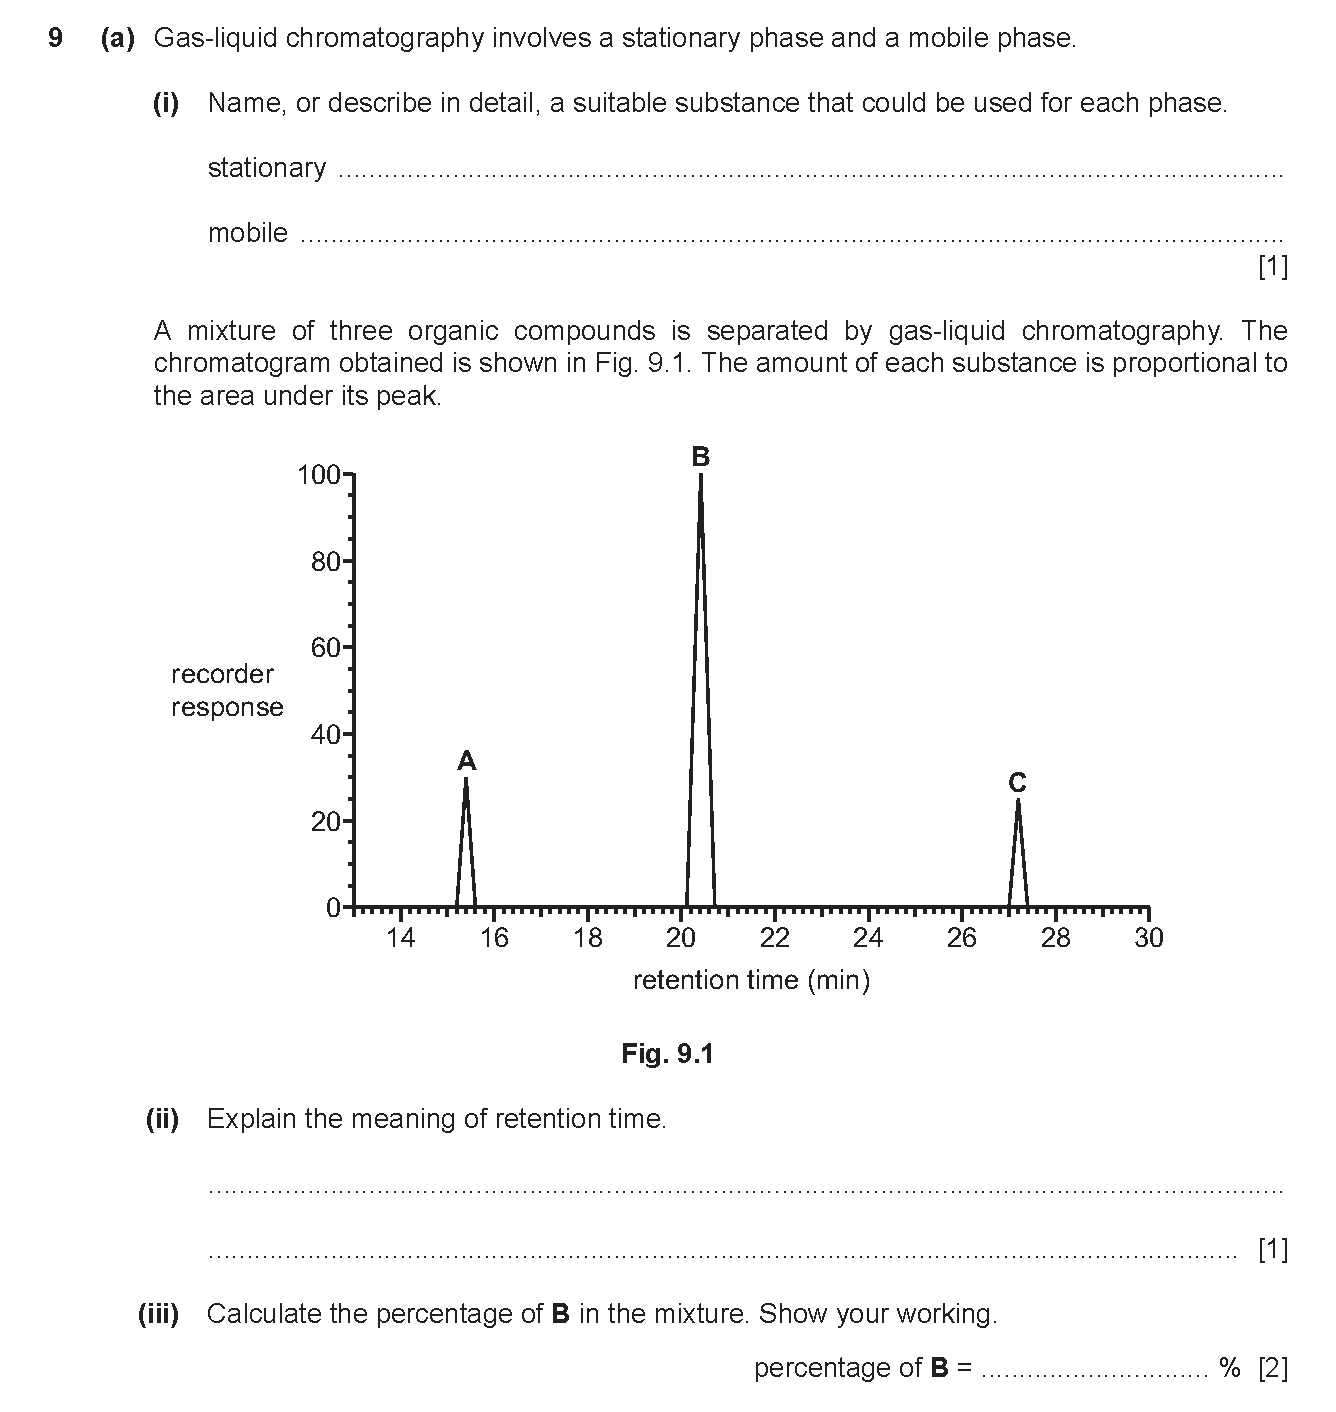 9 (a) Gas-liquid chromatography involves a stationary phase and a mobile phase.
(i) Name, or describe in detail, a suitable substance that could be used for each phase.
stationary ..........................................................................................................................
mobile ...............................................................................................................................
[1]
A mixture of three organic compounds is separated by gas-liquid chromatography. The
chromatogram obtained is shown in Fig. 9.1. The amount of each substance is proportional to
the area under its peak.
B
100
80
60
recorder
response
40
A
C
20
0
14 16 18 20 22 24 26 28 30
retention time (min)
Fig. 9.1
(ii) Explain the meaning of retention time.
...........................................................................................................................................
..................................................................................................................................... [1]
(iii) Calculate the percentage of B in the mixture. Show your working.
percentage of B = .............................. % [2]